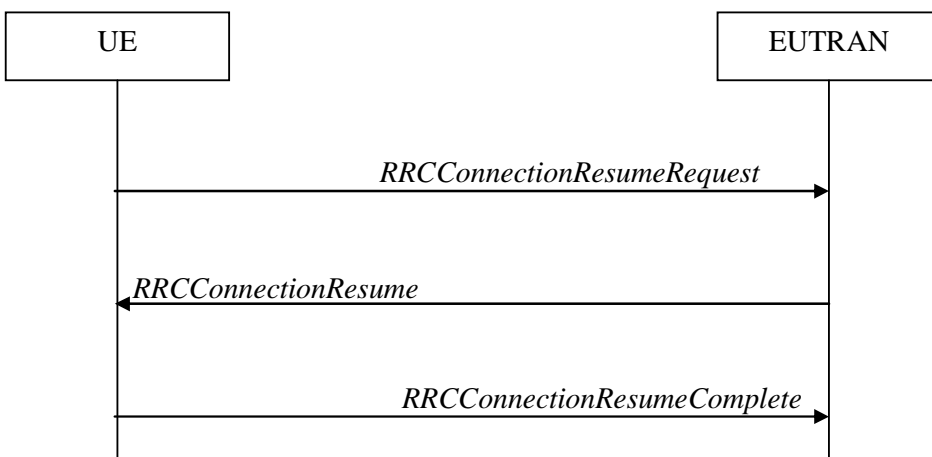 UE
EUTRAN
RRCConnectionResumeRequest
RRCConnectionResume
RRCConnectionResumeComplete